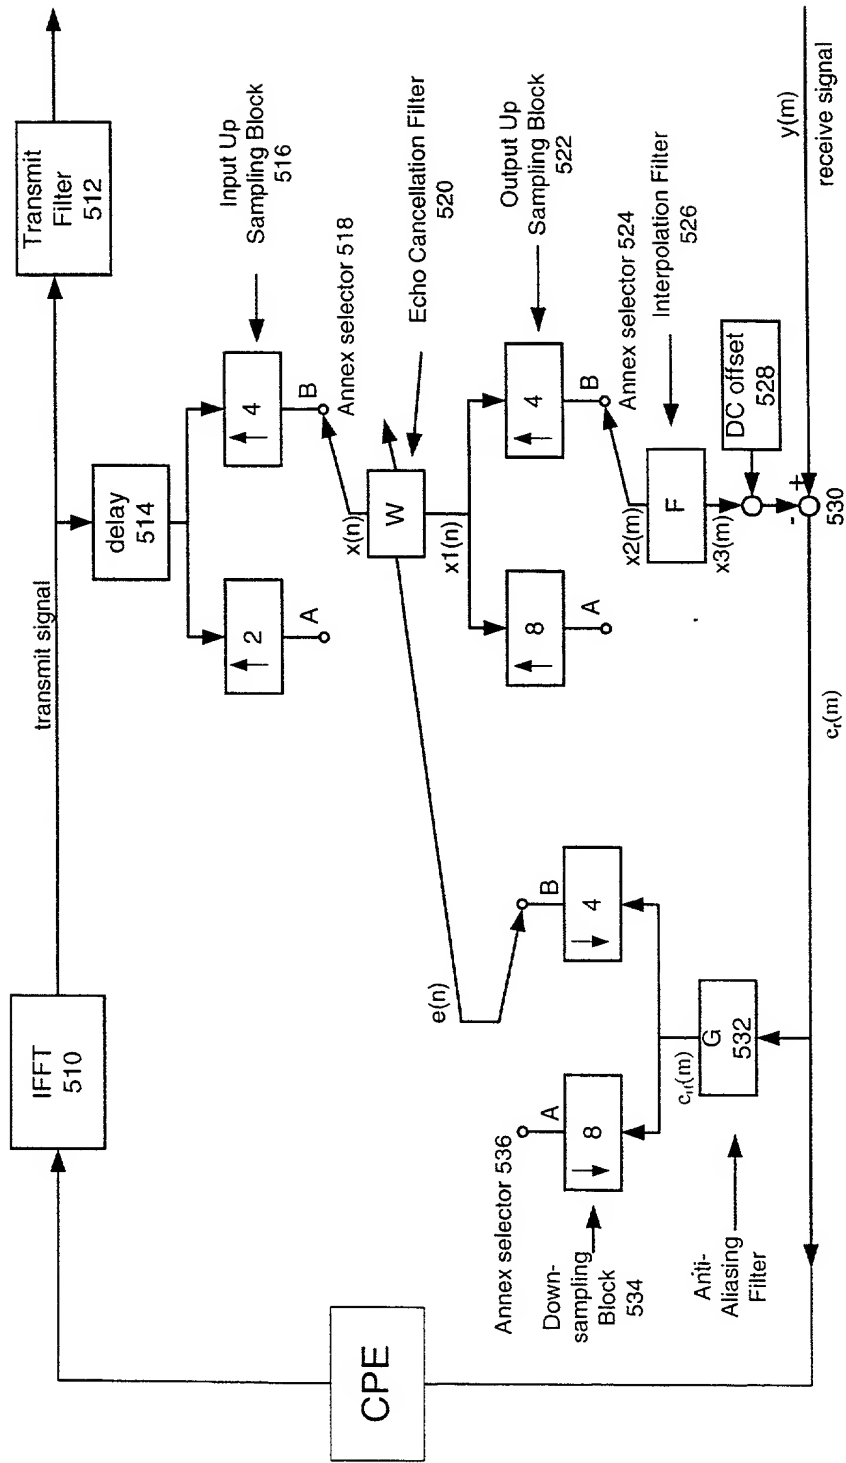 CPE
IFFT
510
transmit signal
Transmit
Filter
512
delay
514
2
4
A
B
Input Up
Sampling Block
516
Annex selector 518
x(n)
W
Echo Cancellation Filter
520
x1(n)
8
4
A
B
Output Up
Sampling Block
522
Annex selector 524
x2(m)
F
Interpolation Filter
526
x3(m)
DC offset
528
+
-
530
y(m)
receive signal
cr(m)
e(n)
Annex selector 536
A
B
8
4
Down-
sampling
Block
534
G
532
Anti-
Aliasing
Filter